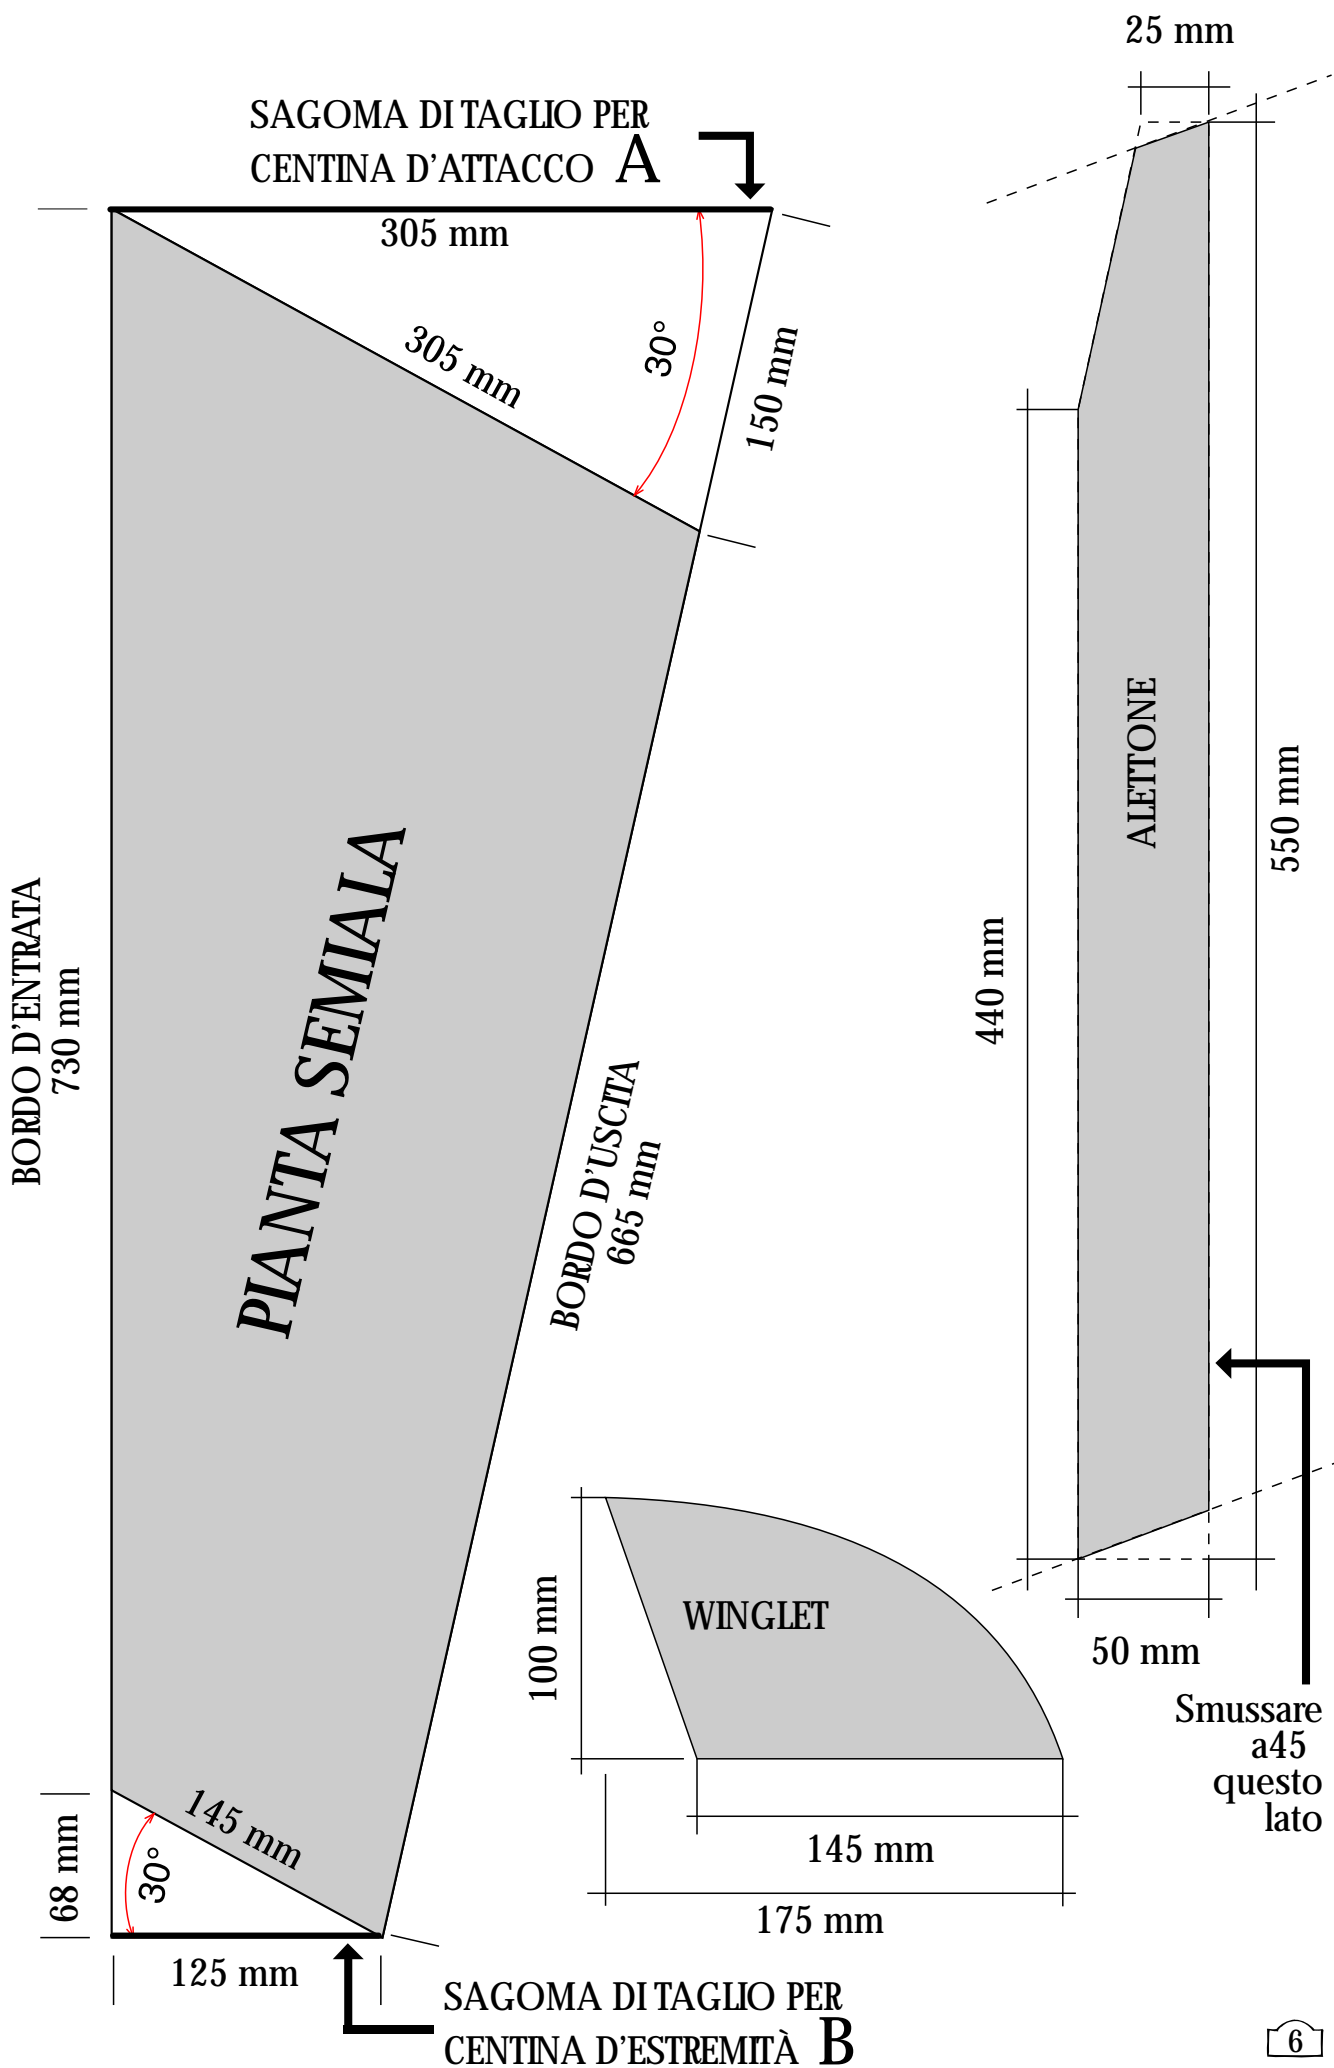 25 mm
SAGOMA DI TAGLIO PER
CENTINA D'ATTACCO A
305 mm
305 mm
30°
150 mm
BORDO D'ENTRATA
730 mm
PIANTA SEMIALA
BORDO D'USCITA
665 mm
ALETTONE
440 mm
550 mm
50 mm
Smussare
a45
questo
lato
WINGLET
100 mm
145 mm
175 mm
145 mm
30°
68 mm
125 mm
SAGOMA DI TAGLIO PER
CENTINA D'ESTREMITÀ B
6